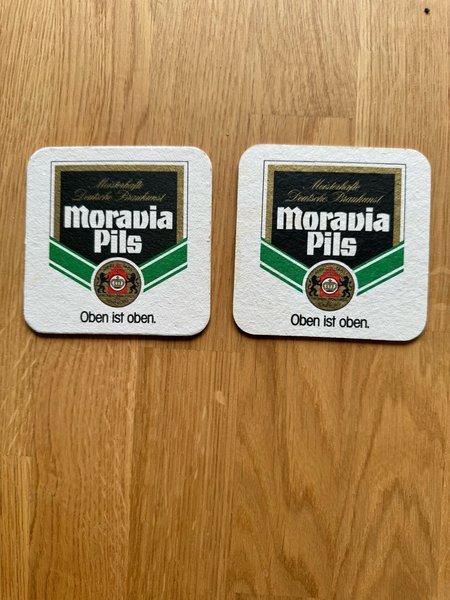 Meisterhafte
Deutsche Braukunst
Moravia
Pils
Oben ist oben.
Meisterhafte
Deutsche Braukunst
Moravia
Pils
Oben ist oben.